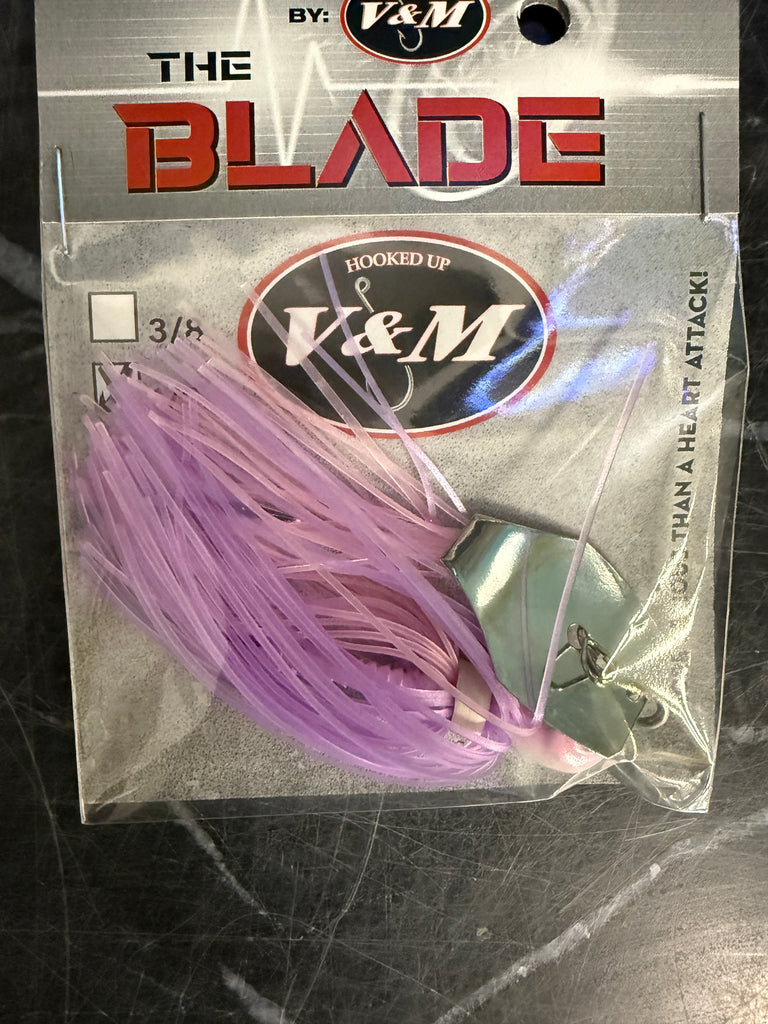 BY: V&M
THE
BLADE
HOOKED UP
V&M
3/8
THAN A HEART ATTACK!